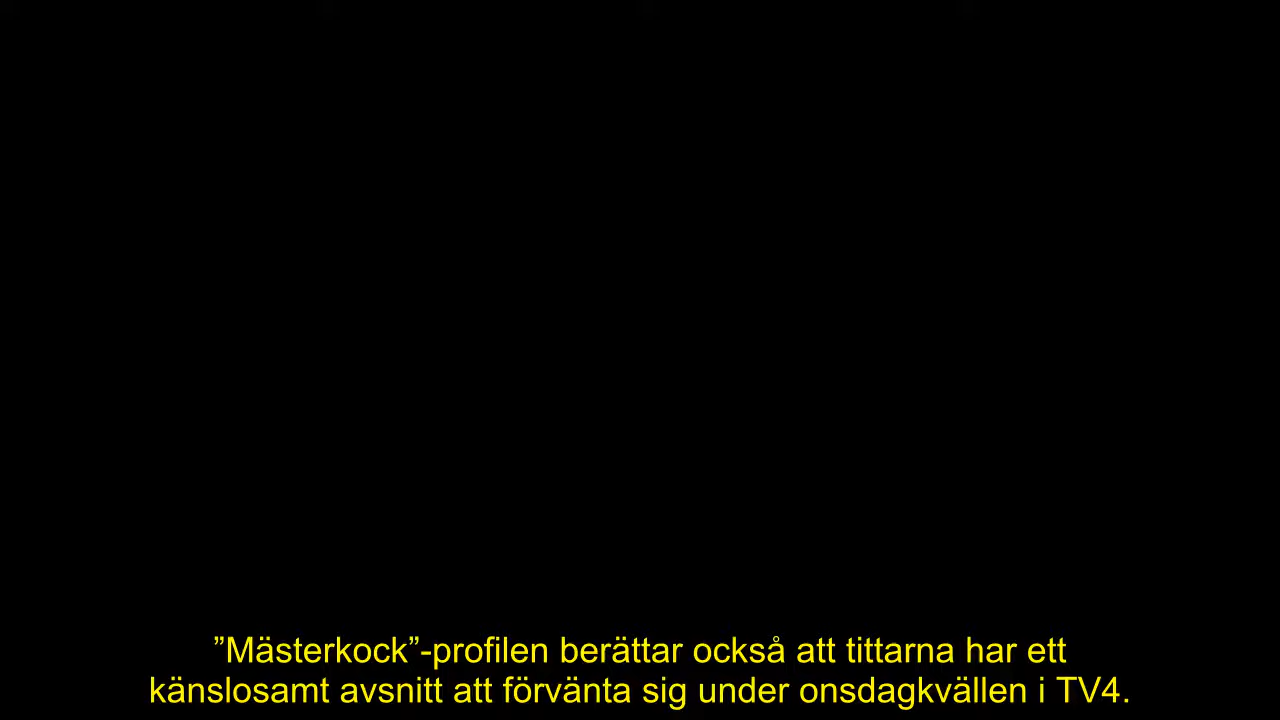 ”Mästerkock”-profilen berättar också att tittarna har ett
känslosamt avsnitt att förvänta sig under onsdagkvällen i TV4.